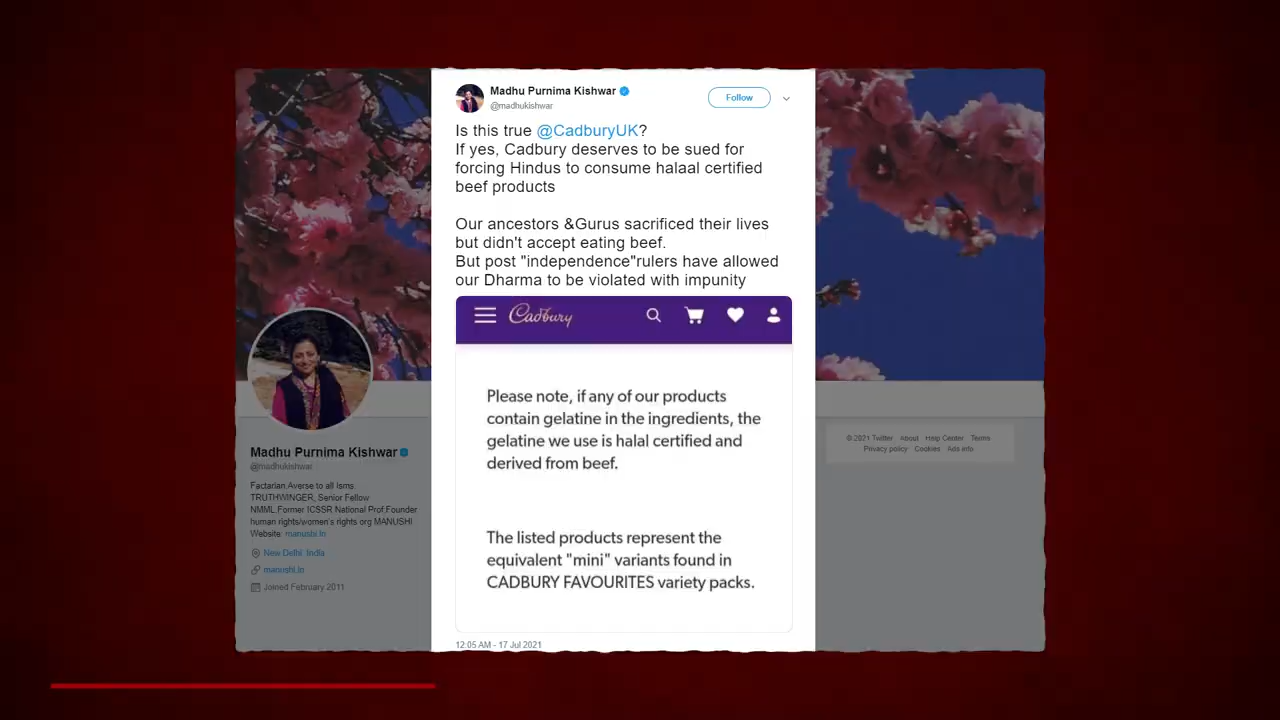 Madhu Purnima Kishwar
@madhukishwar
Follow
Is this true @CadburyUK?
If yes, Cadbury deserves to be sued for
forcing Hindus to consume halaal certified
beef products
Our ancestors &Gurus sacrificed their lives
but didn't accept eating beef.
But post "independence"rulers have allowed
our Dharma to be violated with impunity
Cadbury
Please note, if any of our products
contain gelatine in the ingredients, the
gelatine we use is halal certified and
derived from beef.
The listed products represent the
equivalent "mini" variants found in
CADBURY FAVOURITES variety packs.
12:05 AM - 17 Jul 2021
Madhu Purnima Kishwar
@madhukishwar
Factarian.Averse to all Isms.
TRUTHWINGER, Senior Fellow
NMML.Former ICSSR National Prof;Founder
human rights/women's rights org MANUSHI
Website: manushi.in
New Delhi, India
manushi.in
Joined February 2011
© 2021 Twitter About Help Center Terms
Privacy policy Cookies Ads info